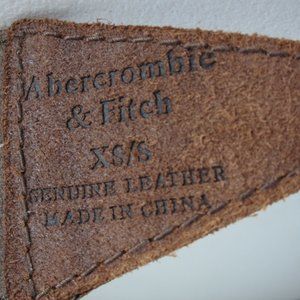 Abercrombie
& Fitch
XS/S
GENUINE LEATHER
MADE IN CHINA